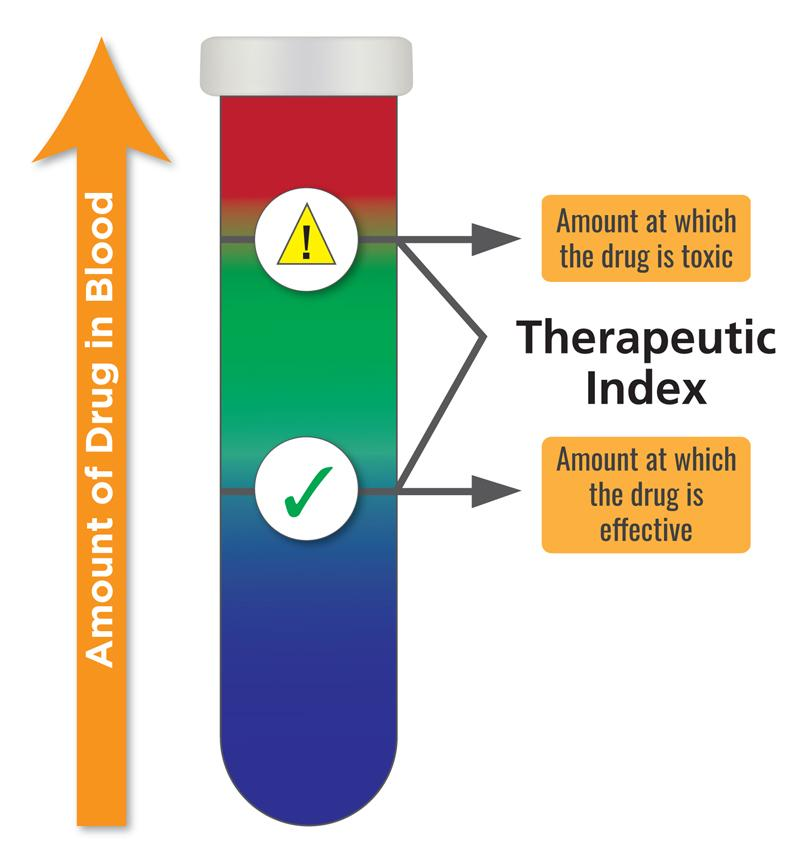 Amount of Drug in Blood
!
Amount at which
the drug is toxic
Therapeutic
Index
Amount at which
the drug is
effective